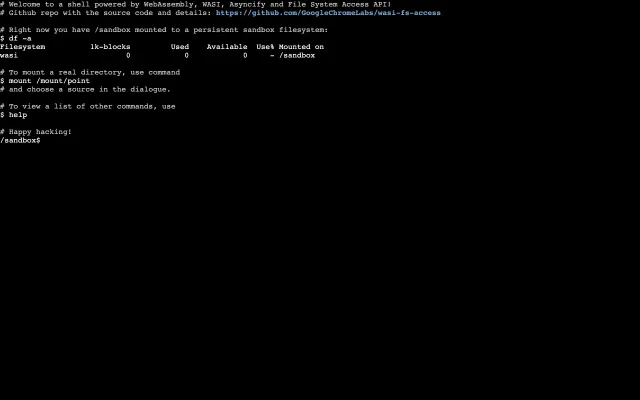 # Welcome to a shell powered by WebAssembly, WASI, Asyncify and File System Access API!
# Github repo with the source code and details: https://github.com/GoogleChromeLabs/wasi-fs-access
# Right now you have /sandbox mounted to a persistent sandbox filesystem:
$ df -a
Filesystem 1k-blocks Used Available Use% Mounted on
wasi 0 0 0 - /sandbox
# To mount a real directory, use command
$ mount /mount/point
# and choose a source in the dialogue.
# To view a list of other commands, use
$ help
# Happy hacking!
/sandbox$